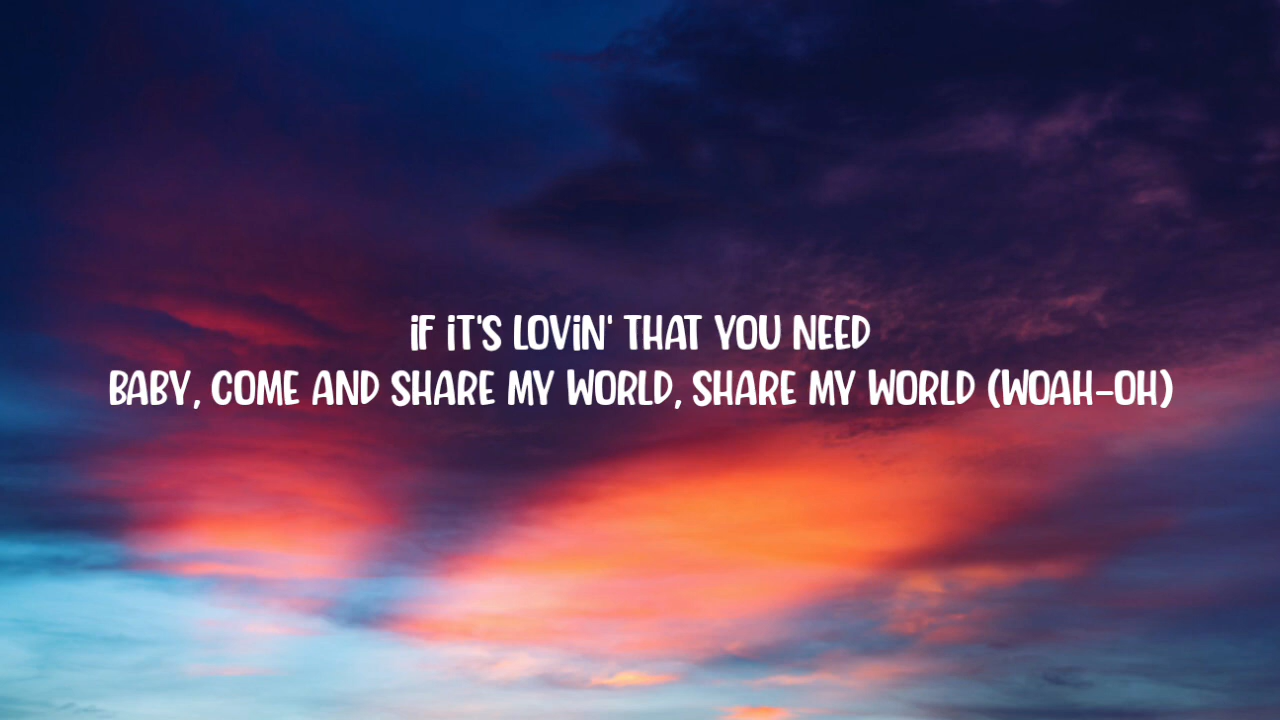 iF iT'S LOViN' THAT YOU NEED
BABY, COME AND SHARE MY WORLD, SHARE MY WORLD (WOAH-OH)